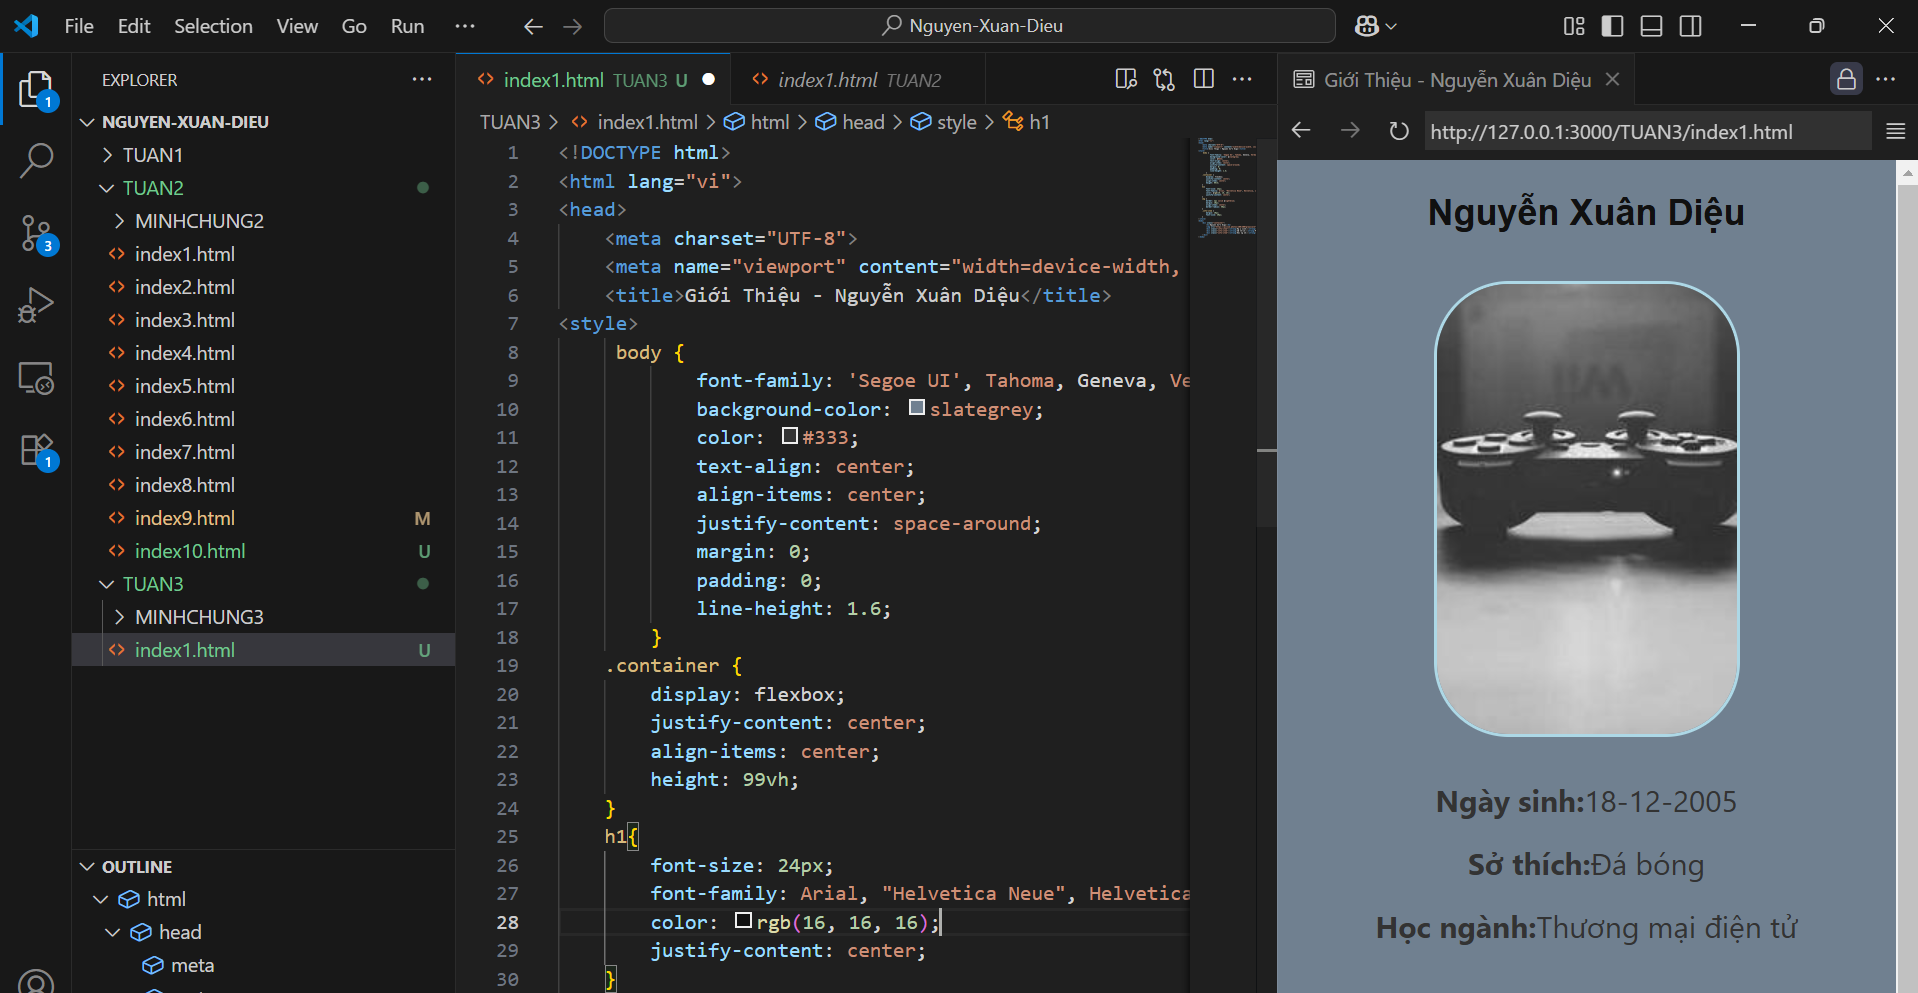 File Edit Selection View Go Run ··· Nguyen-Xuan-Dieu
EXPLORER ···
NGUYEN-XUAN-DIEU
TUAN1
TUAN2
MINHCHUNG2
index1.html
index2.html
index3.html
index4.html
index5.html
index6.html
index7.html
index8.html
index9.html M
index10.html U
TUAN3
MINHCHUNG3
index1.html U
OUTLINE
html
head
meta
1
3
1
index1.html TUAN3 U index1.html TUAN2
TUAN3 > index1.html > html > head > style > h1
1 <!DOCTYPE html>
2 <html lang="vi">
3 <head>
4 <meta charset="UTF-8">
5 <meta name="viewport" content="width=device-width,
6 <title>Giới Thiệu - Nguyễn Xuân Diệu</title>
7 <style>
8 body {
9 font-family: 'Segoe UI', Tahoma, Geneva, Ve
10 background-color: slategrey;
11 color: #333;
12 text-align: center;
13 align-items: center;
14 justify-content: space-around;
15 margin: 0;
16 padding: 0;
17 line-height: 1.6;
18 }
19 .container {
20 display: flexbox;
21 justify-content: center;
22 align-items: center;
23 height: 99vh;
24 }
25 h1{
26 font-size: 24px;
27 font-family: Arial, "Helvetica Neue", Helvetica
28 color: rgb(16, 16, 16);
29 justify-content: center;
30 }
Giới Thiệu - Nguyễn Xuân Diệu
http://127.0.0.1:3000/TUAN3/index1.html
Nguyễn Xuân Diệu
Ngày sinh:18-12-2005
Sở thích:Đá bóng
Học ngành:Thương mại điện tử